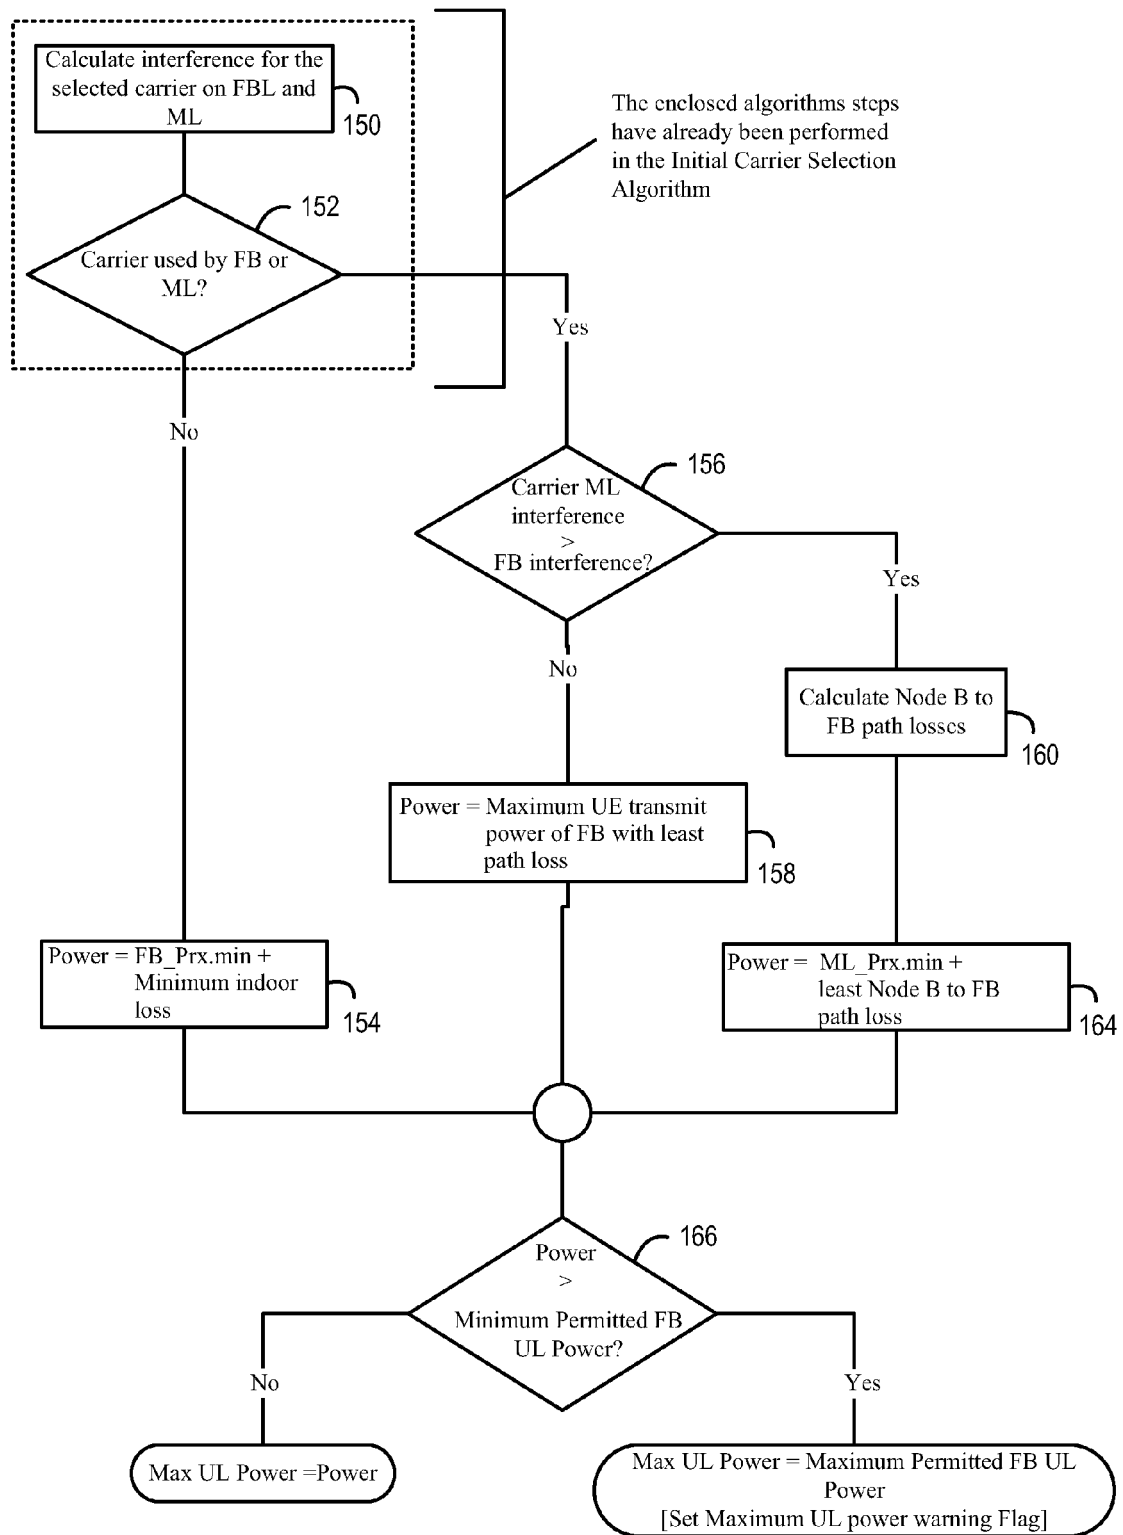 Calculate interference for the
selected carrier on FBL and
ML
150
The enclosed algorithms steps
have already been performed
in the Initial Carrier Selection
Algorithm
152
Carrier used by FB or
ML?
Yes
No
156
Carrier ML
interference
>
FB interference?
Yes
No
Calculate Node B to
FB path losses
160
Power = Maximum UE transmit
power of FB with least
path loss
158
Power = FB_Prx.min +
Minimum indoor
loss
154
Power = ML_Prx.min +
least Node B to FB
path loss
164
166
Power
>
Minimum Permitted FB
UL Power?
No
Yes
Max UL Power =Power
Max UL Power = Maximum Permitted FB UL
Power
[Set Maximum UL power warning Flag]